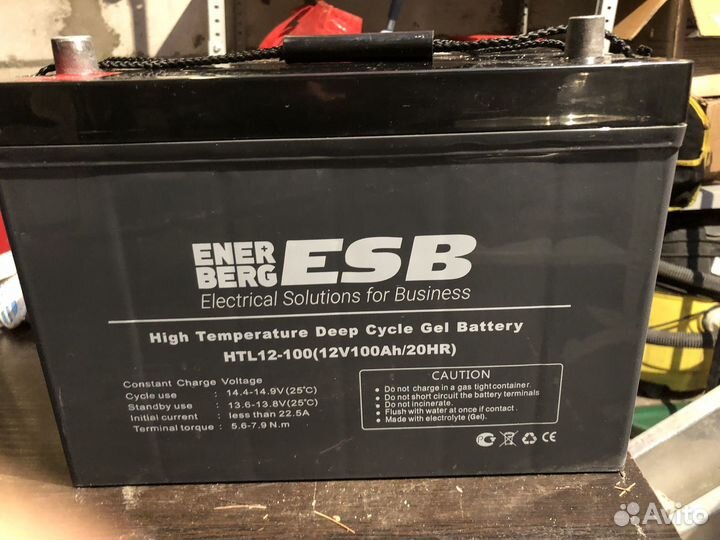 ENER
BERG ESB
Electrical Solutions for Business
High Temperature Deep Cycle Gel Battery
HTL12-100(12V100Ah/20HR)
Constant Charge Voltage
Cycle use : 14.4-14.9V(25°C)
Standby use : 13.6-13.8V(25°C)
Initial current : less than 22.5A
Terminal torque : 5.6-7.9 N.m
CAUTION
Do not charge in a gas tight container.
Do not short circuit the battery terminals
Do not incinerate.
Flush with water at once if contact .
Made with electrolyte (Gel).
CE
Avito